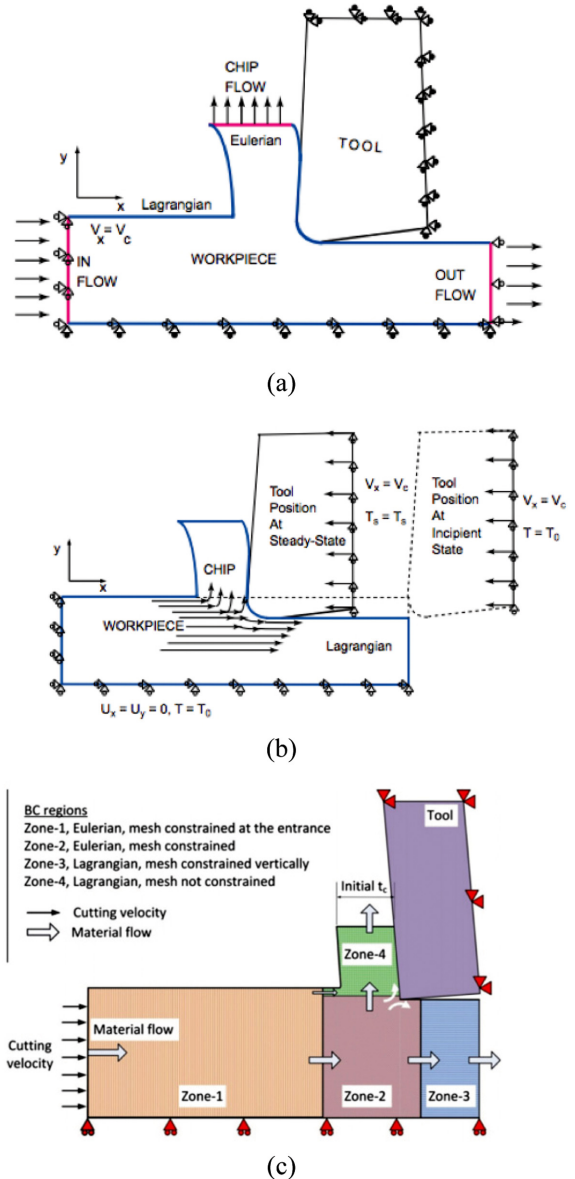 CHIP
FLOW
Eulerian
TOOL
y
x
Lagrangian
Vx = Vc
IN
FLOW
WORKPIECE
OUT
FLOW
(a)
Tool
Position
At
Steady-State
Vx = Vc
Ts = Ts
Tool
Position
At
Incipient
State
Vx = Vc
T = T0
y
x
CHIP
WORKPIECE
Lagrangian
Ux = Uy = 0, T = T0
(b)
BC regions
Zone-1, Eulerian, mesh constrained at the entrance
Zone-2, Eulerian, mesh constrained
Zone-3, Lagrangian, mesh constrained vertically
Zone-4, Lagrangian, mesh not constrained
Cutting velocity
Material flow
Tool
Initial tc
Zone-4
Material flow
Cutting
velocity
Zone-1
Zone-2
Zone-3
(c)